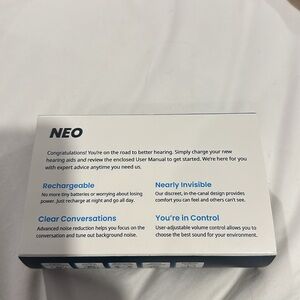 NEO
Congratulations! You're on the road to better hearing. Simply charge your new
hearing aids and review the enclosed User Manual to get started. We're here for you
with expert advice anytime you need us.
Rechargeable
No more tiny batteries or worrying about losing
power. Just recharge at night and go all day.
Nearly Invisible
Our discreet, in-the-canal design provides
comfort you can feel and others can't see.
Clear Conversations
Advanced noise reduction helps you focus on the
conversation and tune out background noise.
You're in Control
User-adjustable volume control allows you to
choose the best sound for your environment.